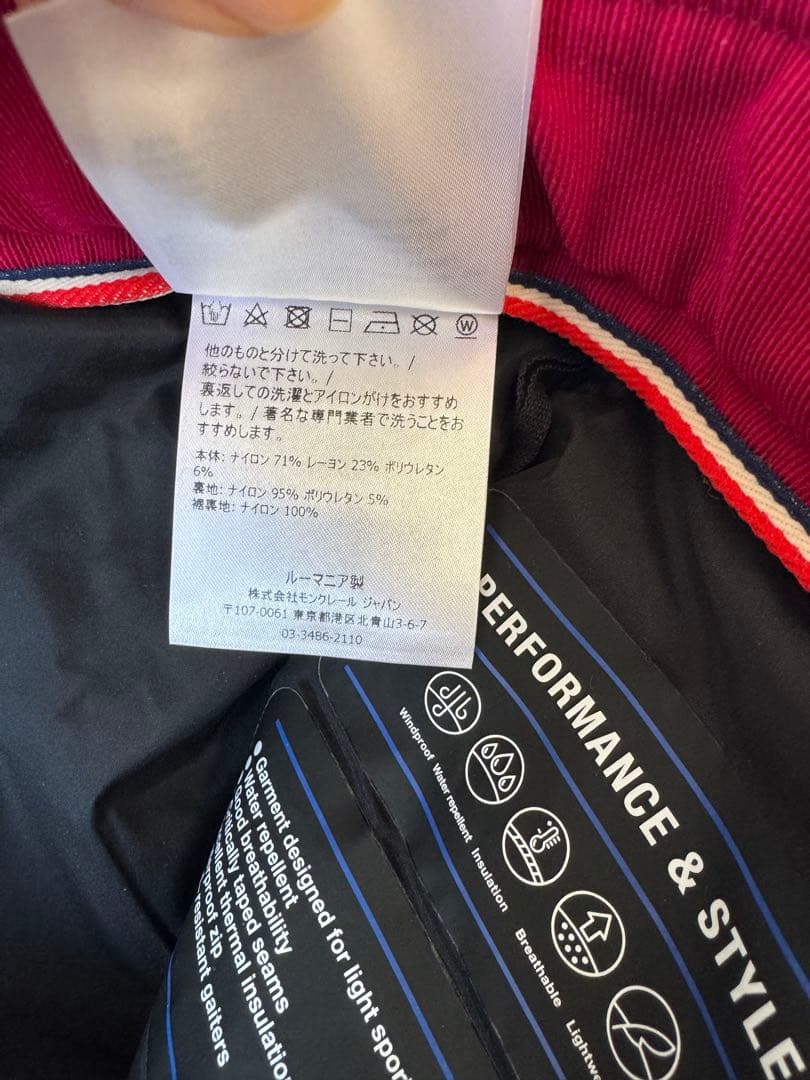 W
他のものと分けて洗って下さい。/
絞らないで下さい。/
裏返しての洗濯とアイロンがけをおすすめ
します。/ 著名な専門業者で洗うことをお
すすめします。
本体: ナイロン 71% レーヨン 23% ポリウレタン
6%
裏地: ナイロン 95% ポリウレタン 5%
裾裏地: ナイロン 100%
ルーマニア製
株式会社モンクレール ジャパン
〒107-0061 東京都港区北青山3-6-7
03-3486-2110
PERFORMANCE & STYLE
Windproof
Water repellent
Insulation
Breathable
Garment designed for light
Water repellent
Good breathability
taped seams
thermal
zip
gaiters